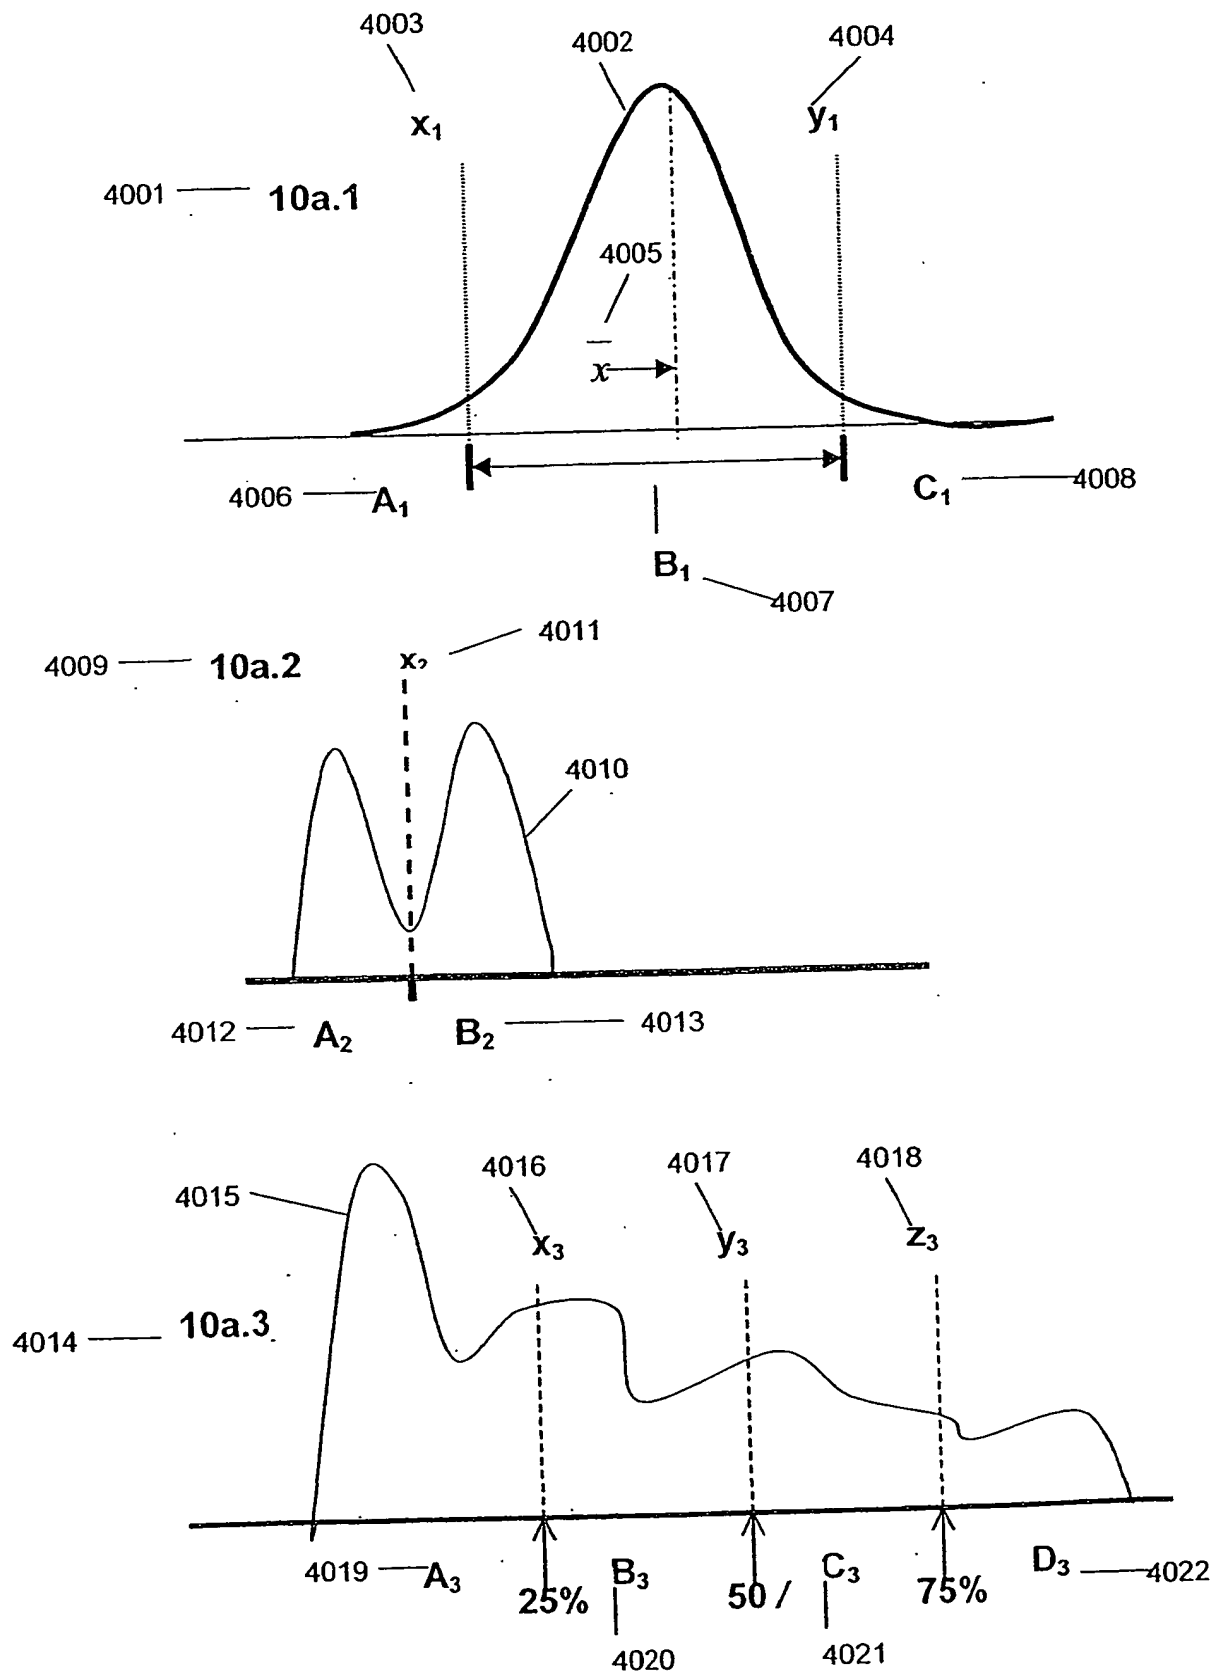 4003
4002
4004
x₁
y₁
4001
10a.1
4005
x̅
4006
A₁
C₁
4008
B₁
4007
4009
10a.2
x₂
4011
4010
4012
A₂
B₂
4013
4015
4016
4017
4018
x₃
y₃
z₃
4014
10a.3
4019
A₃
B₃
C₃
D₃
4022
25%
50 /
75%
4020
4021